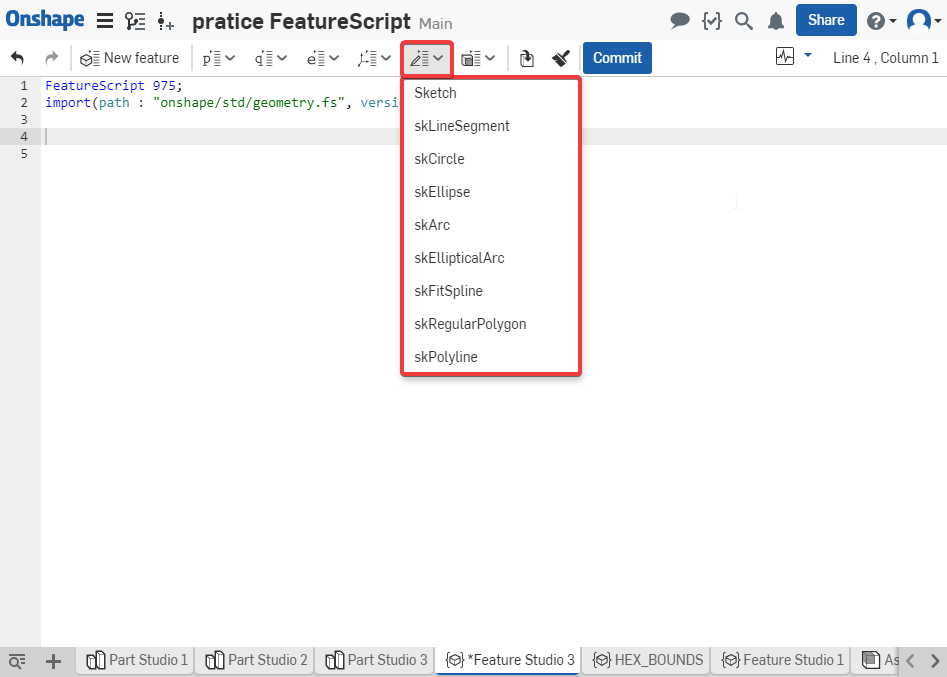 Onshape pratice FeatureScript Main Share
New feature p q e Commit Line 4 , Column 1
1 FeatureScript 975;
2 import(path : "onshape/std/geometry.fs", versi
3
4
5
Sketch
skLineSegment
skCircle
skEllipse
skArc
skEllipticalArc
skFitSpline
skRegularPolygon
skPolyline
Part Studio 1 Part Studio 2 Part Studio 3 *Feature Studio 3 HEX_BOUNDS Feature Studio 1 As